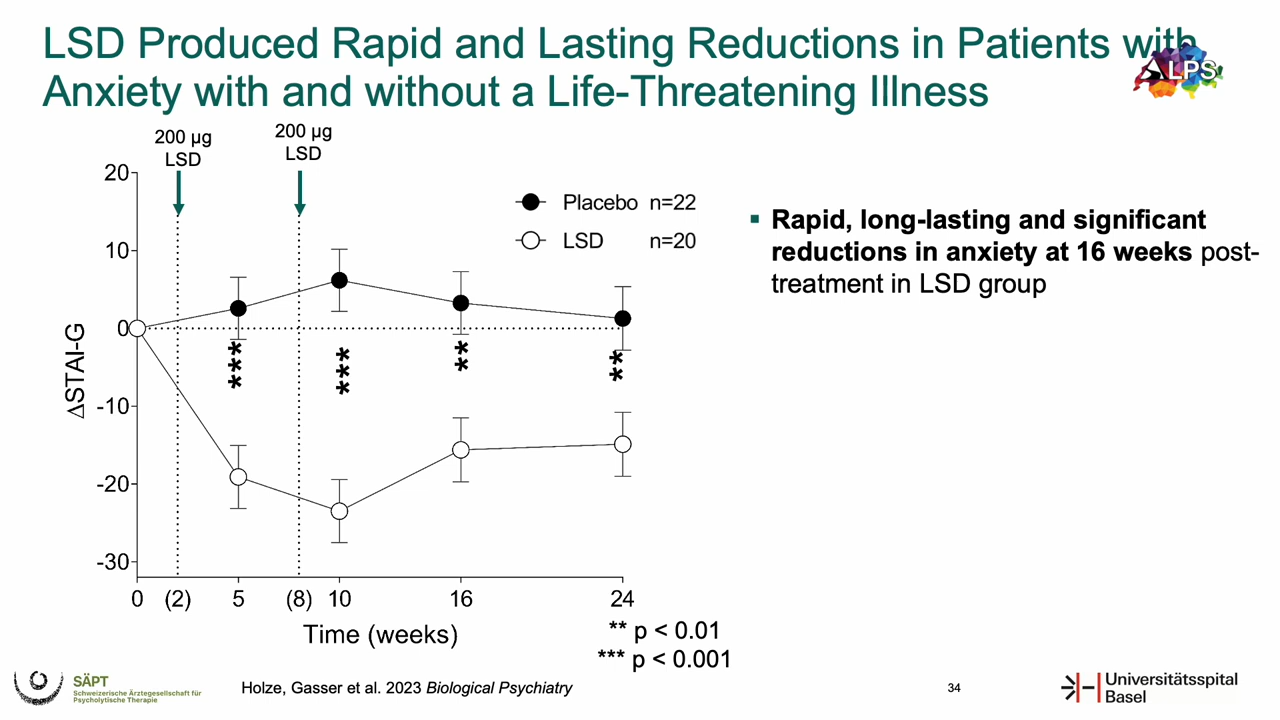 LSD Produced Rapid and Lasting Reductions in Patients with
Anxiety with and without a Life-Threatening Illness
ALPS
200 µg
LSD
200 µg
LSD
Placebo n=22
LSD n=20
20
10
0
-10
-20
-30
ΔSTAI-G
***
***
**
**
0 (2) 5 (8) 10 16 24
Time (weeks)
** p < 0.01
*** p < 0.001
▪ Rapid, long-lasting and significant
reductions in anxiety at 16 weeks post-
treatment in LSD group
SÄPT
Schweizerische Ärztegesellschaft für
Psycholytische Therapie
Holze, Gasser et al. 2023 Biological Psychiatry
34
Universitätsspital
Basel